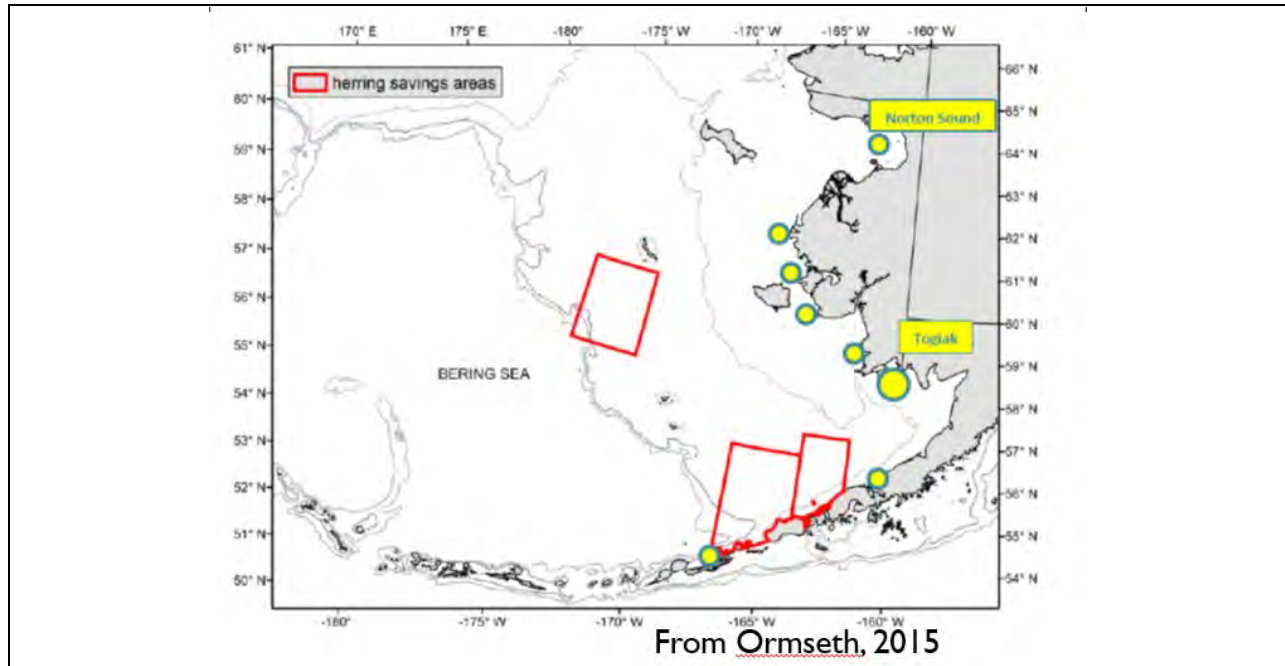 170° E 175° E -180° -175° W -170° W -165° W -160° W
61° N
herring savings areas
66° N
60° N
65° N
Norton Sound
59° N
64° N
58° N
63° N
57° N
62° N
56° N
61° N
55° N
60° N
Togiak
BERING SEA
59° N
54° N
58° N
53° N
57° N
52° N
56° N
51° N
55° N
50° N
54° N
-180° -175° W -170° W -165° W -160° W
From Ormseth, 2015